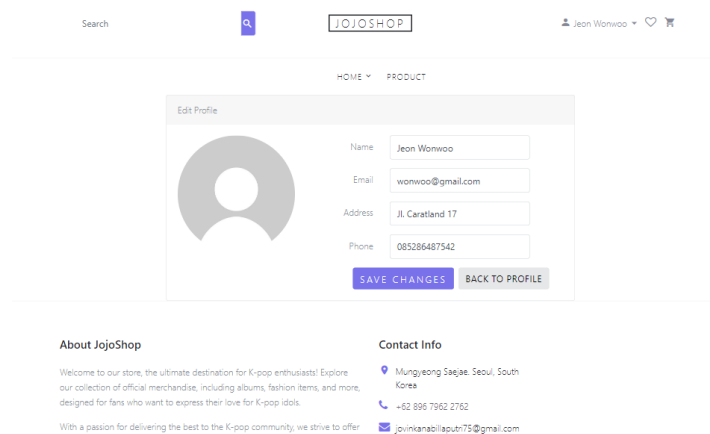 Search
JOJOSHOP
Jeon Wonwoo
HOME PRODUCT
Edit Profile
Name Jeon Wonwoo
Email wonwoo@gmail.com
Address Jl. Caratland 17
Phone 085286487542
SAVE CHANGES BACK TO PROFILE
About JojoShop
Welcome to our store, the ultimate destination for K-pop enthusiasts! Explore
our collection of official merchandise, including albums, fashion items, and more,
designed for fans who want to express their love for K-pop idols.
With a passion for delivering the best to the K-pop community, we strive to offer
Contact Info
Mungyeong Saejae. Seoul, South
Korea
+62 896 7962 2762
jovinkanabillaputri75@gmail.com